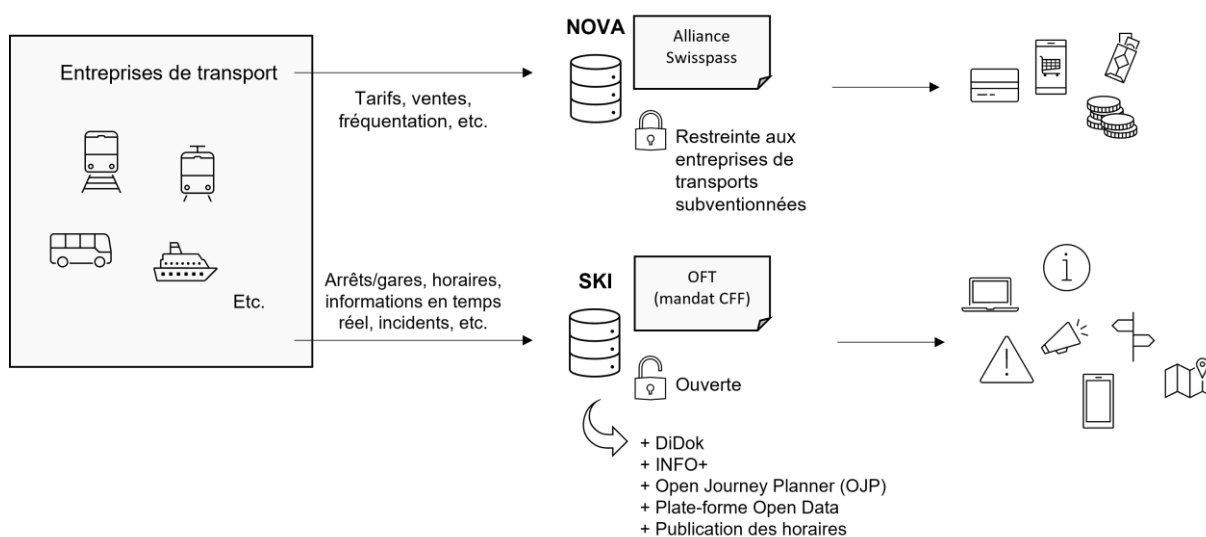 Entreprises de transport
Etc.
Tarifs, ventes,
fréquentation, etc.
NOVA
Alliance
Swisspass
Restreinte aux
entreprises de
transports
subventionnées
Arrêts/gares, horaires,
informations en temps
réel, incidents, etc.
SKI
OFT
(mandat CFF)
Ouverte
+ DiDok
+ INFO+
+ Open Journey Planner (OJP)
+ Plate-forme Open Data
+ Publication des horaires